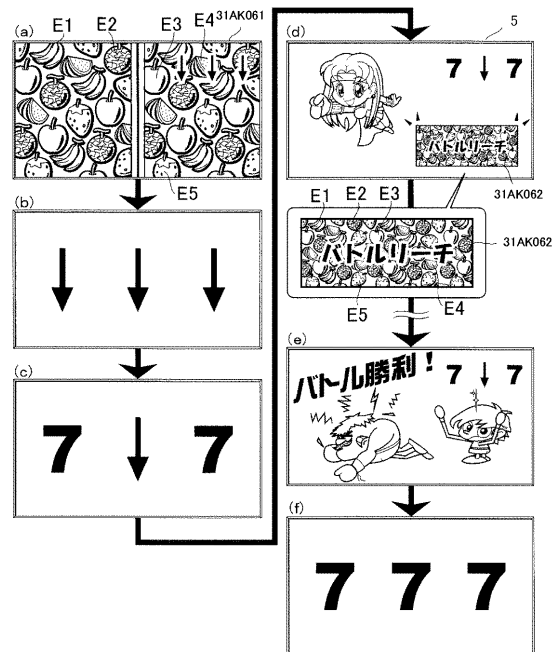 (a)
E1 E2 E3 E4 31AK061
E5
(b)
(c)
7 7
(d)
5
7 7
バトルリーチ
31AK062
E1 E2 E3
31AK062
バトルリーチ
E5 E4
(e)
バトル勝利！
7 7
(f)
7 7 7